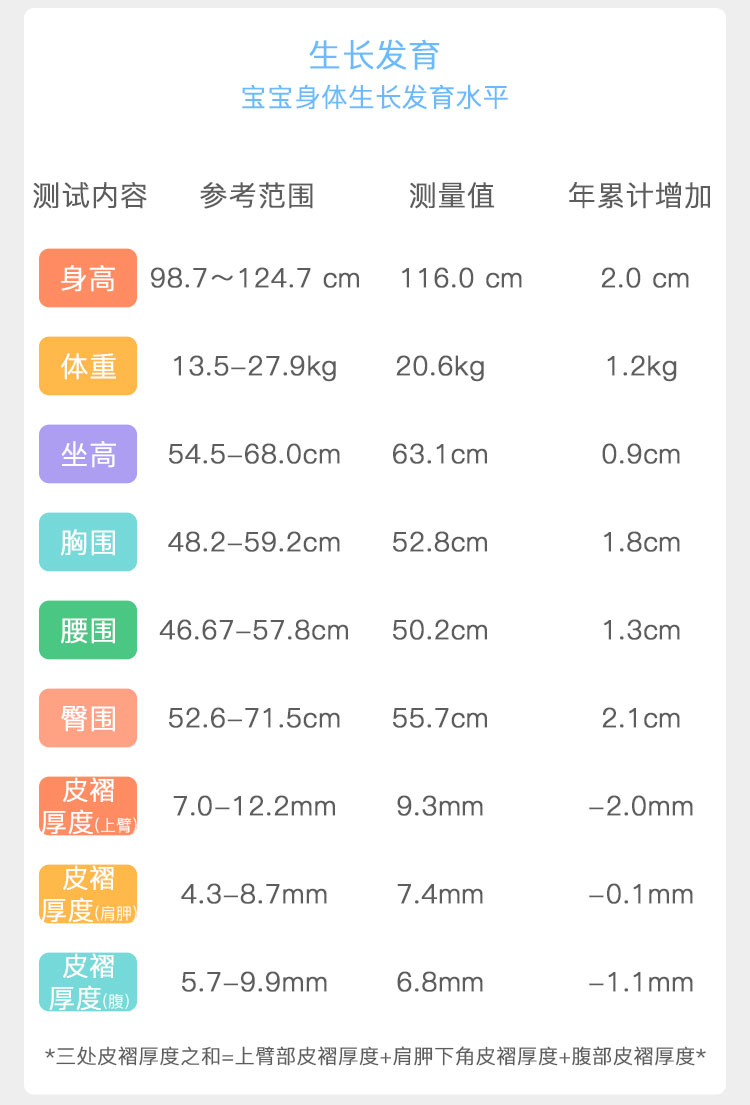 生长发育
宝宝身体生长发育水平
测试内容 参考范围 测量值 年累计增加
身高 98.7～124.7 cm 116.0 cm 2.0 cm
体重 13.5–27.9kg 20.6kg 1.2kg
坐高 54.5–68.0cm 63.1cm 0.9cm
胸围 48.2–59.2cm 52.8cm 1.8cm
腰围 46.67–57.8cm 50.2cm 1.3cm
臀围 52.6–71.5cm 55.7cm 2.1cm
皮褶
厚度(上臂) 7.0–12.2mm 9.3mm –2.0mm
皮褶
厚度(肩胛) 4.3–8.7mm 7.4mm –0.1mm
皮褶
厚度(腹) 5.7–9.9mm 6.8mm –1.1mm
*三处皮褶厚度之和=上臂部皮褶厚度+肩胛下角皮褶厚度+腹部皮褶厚度*